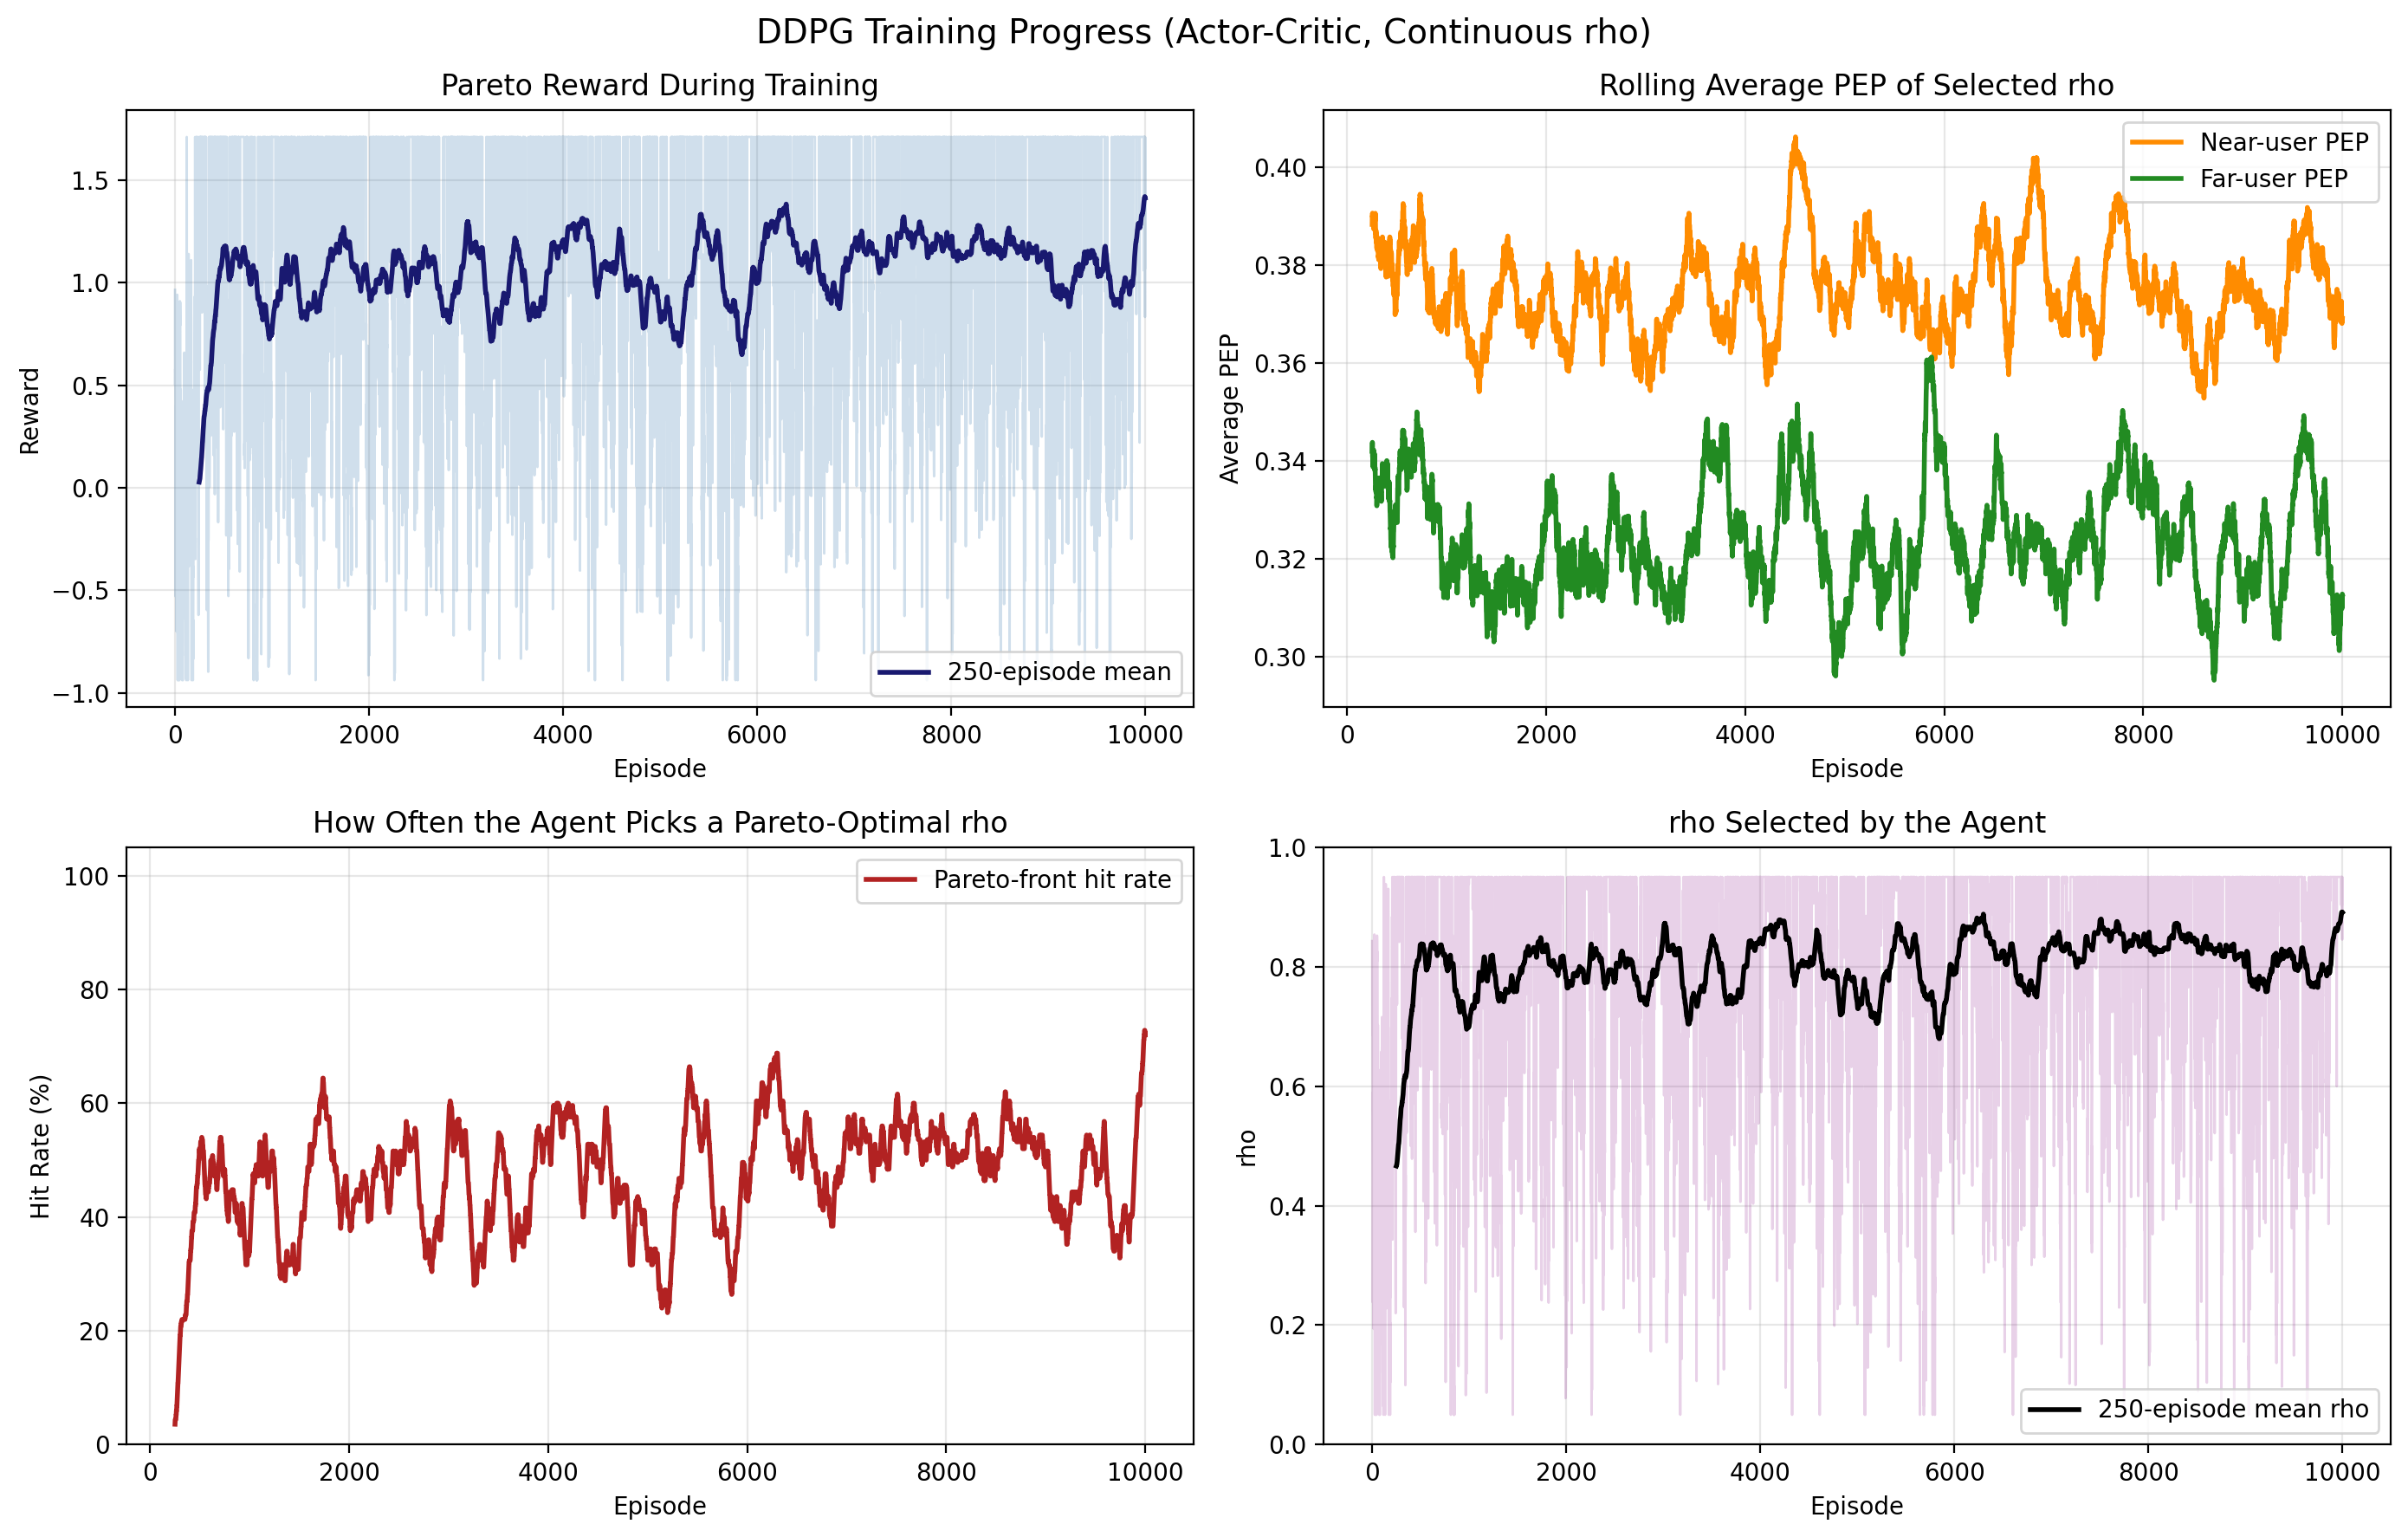 DDPG Training Progress (Actor-Critic, Continuous rho)
Pareto Reward During Training
1.5
1.0
0.5
0.0
−0.5
−1.0
Reward
250-episode mean
0 2000 4000 6000 8000 10000
Episode
Rolling Average PEP of Selected rho
Near-user PEP
Far-user PEP
0.40
0.38
0.36
0.34
0.32
0.30
Average PEP
0 2000 4000 6000 8000 10000
Episode
How Often the Agent Picks a Pareto-Optimal rho
Pareto-front hit rate
100
80
60
40
20
0
Hit Rate (%)
0 2000 4000 6000 8000 10000
Episode
rho Selected by the Agent
1.0
0.8
0.6
0.4
0.2
0.0
rho
250-episode mean rho
0 2000 4000 6000 8000 10000
Episode